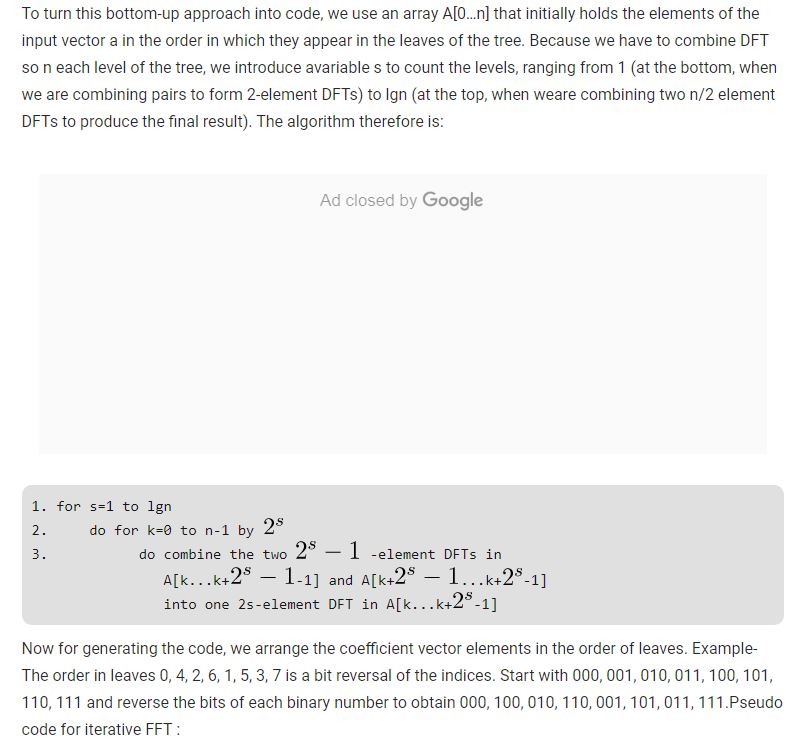 To turn this bottom-up approach into code, we use an array A[0…n] that initially holds the elements of the
input vector a in the order in which they appear in the leaves of the tree. Because we have to combine DFT
so n each level of the tree, we introduce avariable s to count the levels, ranging from 1 (at the bottom, when
we are combining pairs to form 2-element DFTs) to lgn (at the top, when weare combining two n/2 element
DFTs to produce the final result). The algorithm therefore is:
Ad closed by Google
1. for s=1 to lgn
2. do for k=0 to n-1 by 2^s
3. do combine the two 2^s − 1 -element DFTs in
A[k...k+2^s − 1-1] and A[k+2^s − 1...k+2^s-1]
into one 2s-element DFT in A[k...k+2^s-1]
Now for generating the code, we arrange the coefficient vector elements in the order of leaves. Example-
The order in leaves 0, 4, 2, 6, 1, 5, 3, 7 is a bit reversal of the indices. Start with 000, 001, 010, 011, 100, 101,
110, 111 and reverse the bits of each binary number to obtain 000, 100, 010, 110, 001, 101, 011, 111.Pseudo
code for iterative FFT :